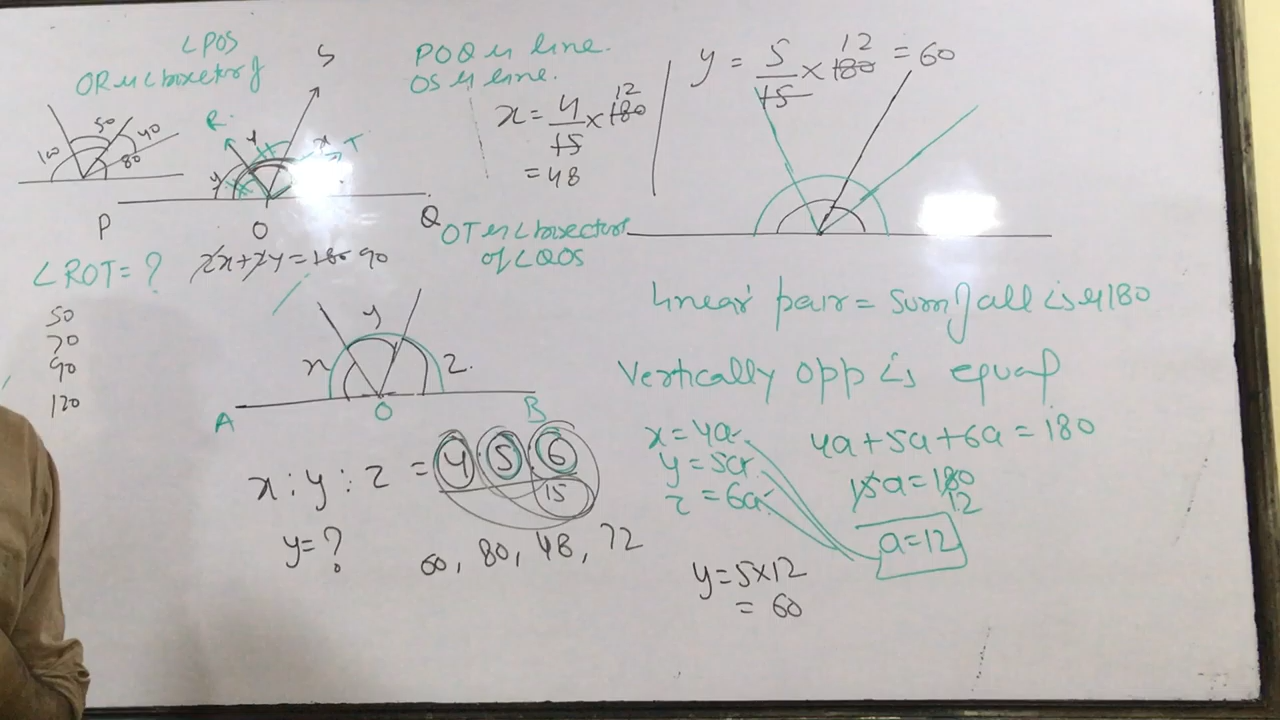 ∠POS
OR is ∠bisector of
S
R
y
x
T
y
P
O
Q
100
50
40
80
POQ is line.
OS is line.
x = 4/15 × 180 12
= 48
y = 5/15 × 180 12 = 60
OT is ∠bisector
of ∠QOS
∠ROT = ?
2x + 2y = 180 90
50
70
90
120
x
y
z.
A
O
B
x : y : z = 4 : 5 : 6
15
y = ?
60, 80, 48, 72
Linear pair = Sum of all ∠ is 180
Vertically opp ∠s equal
x = 4a
y = 5a
z = 6a
4a + 5a + 6a = 180
15a = 180
12
a = 12
y = 5×12
= 60